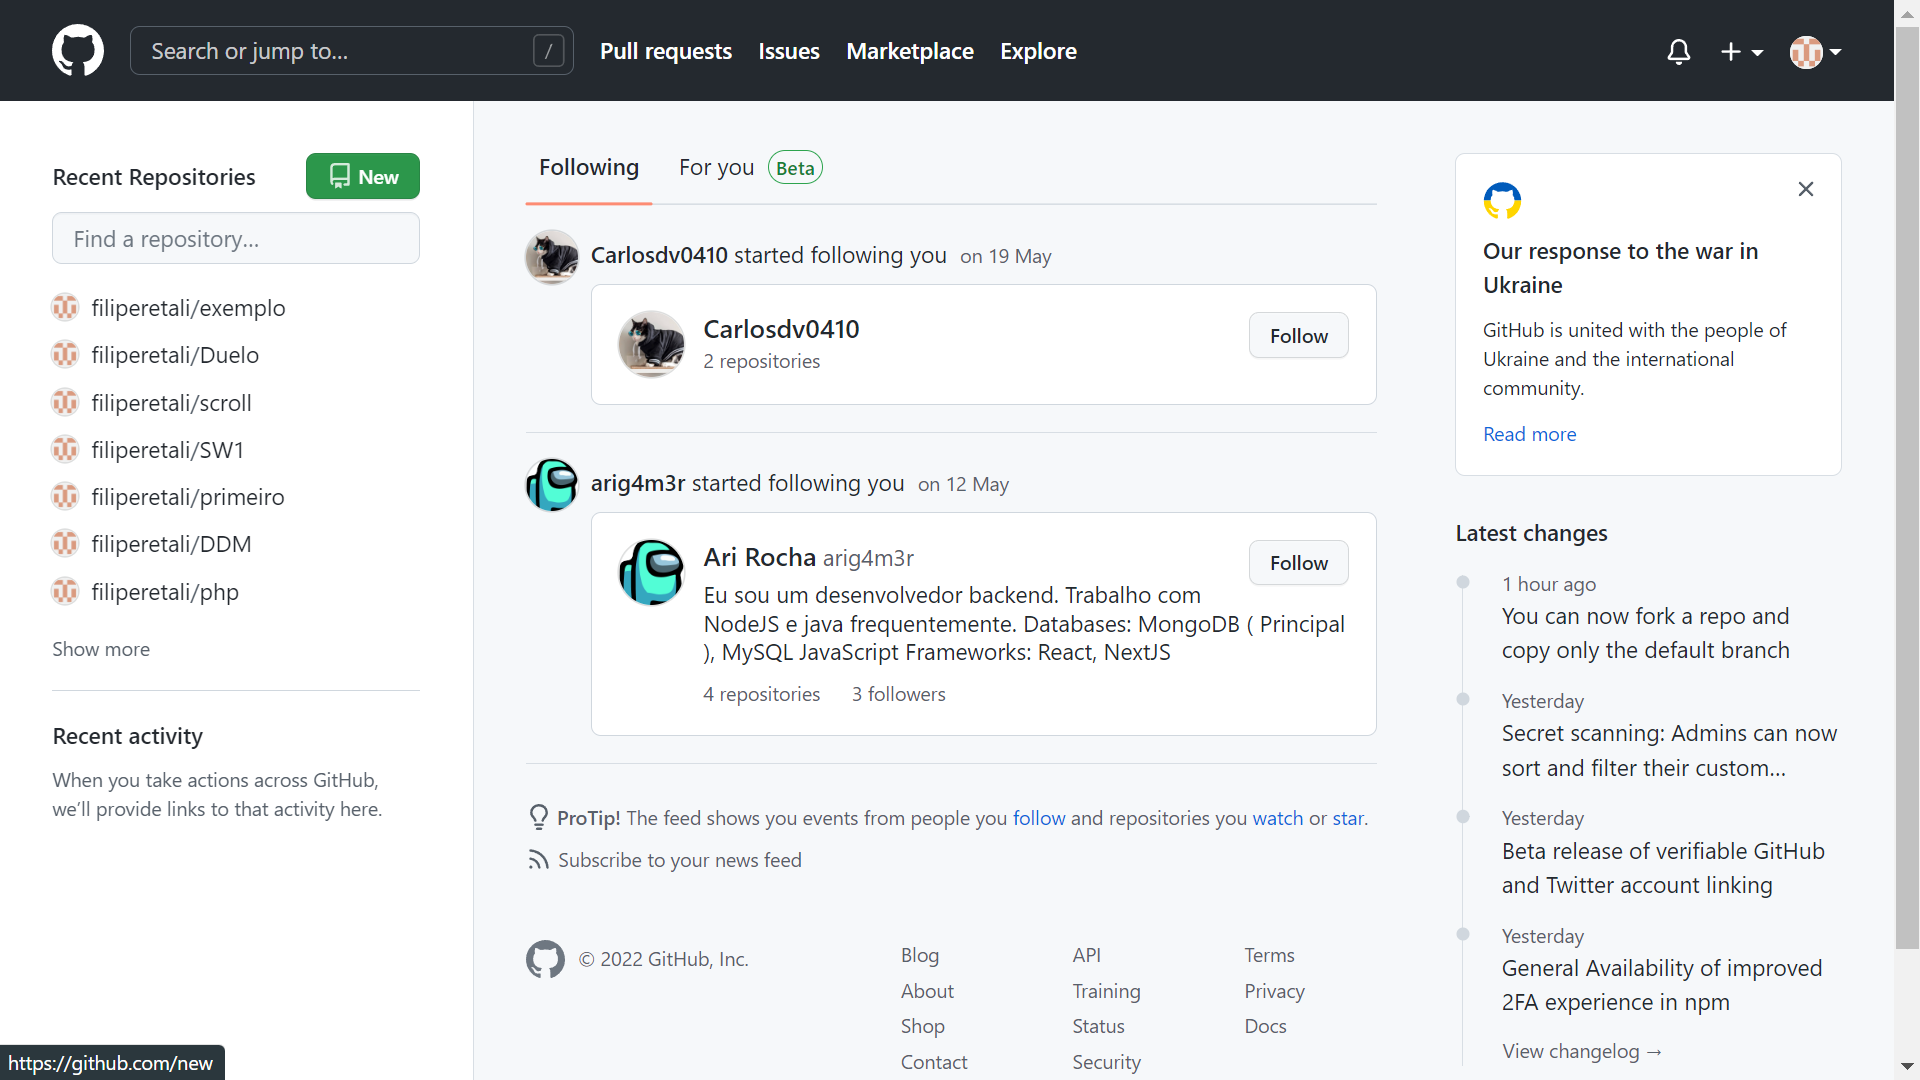 Search or jump to...
/
Pull requests
Issues
Marketplace
Explore
Recent Repositories
New
Find a repository...
filiperetali/exemplo
filiperetali/Duelo
filiperetali/scroll
filiperetali/SW1
filiperetali/primeiro
filiperetali/DDM
filiperetali/php
Show more
Recent activity
When you take actions across GitHub,
we’ll provide links to that activity here.
Following
For you
Beta
Carlosdv0410 started following you on 19 May
Carlosdv0410
2 repositories
Follow
arig4m3r started following you on 12 May
Ari Rocha arig4m3r
Follow
Eu sou um desenvolvedor backend. Trabalho com
NodeJS e java frequentemente. Databases: MongoDB ( Principal
), MySQL JavaScript Frameworks: React, NextJS
4 repositories
3 followers
ProTip! The feed shows you events from people you follow and repositories you watch or star.
Subscribe to your news feed
© 2022 GitHub, Inc.
Blog
About
Shop
Contact
API
Training
Status
Security
Terms
Privacy
Docs
Our response to the war in
Ukraine
GitHub is united with the people of
Ukraine and the international
community.
Read more
Latest changes
1 hour ago
You can now fork a repo and
copy only the default branch
Yesterday
Secret scanning: Admins can now
sort and filter their custom...
Yesterday
Beta release of verifiable GitHub
and Twitter account linking
Yesterday
General Availability of improved
2FA experience in npm
View changelog →
https://github.com/new